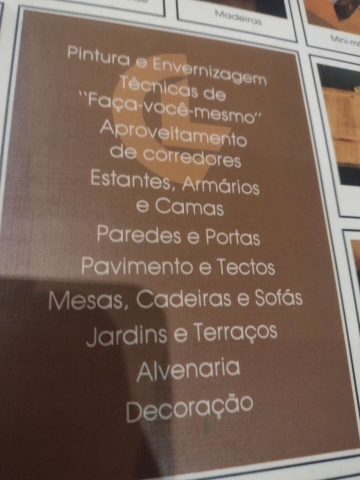 Madeiras
Mini-m
Pintura e Envernizagem
Técnicas de
“Faça-você-mesmo”
Aproveitamento
de corredores
Estantes, Armários
e Camas
Paredes e Portas
Pavimento e Tectos
Mesas, Cadeiras e Sofás
Jardins e Terraços
Alvenaria
Decoração